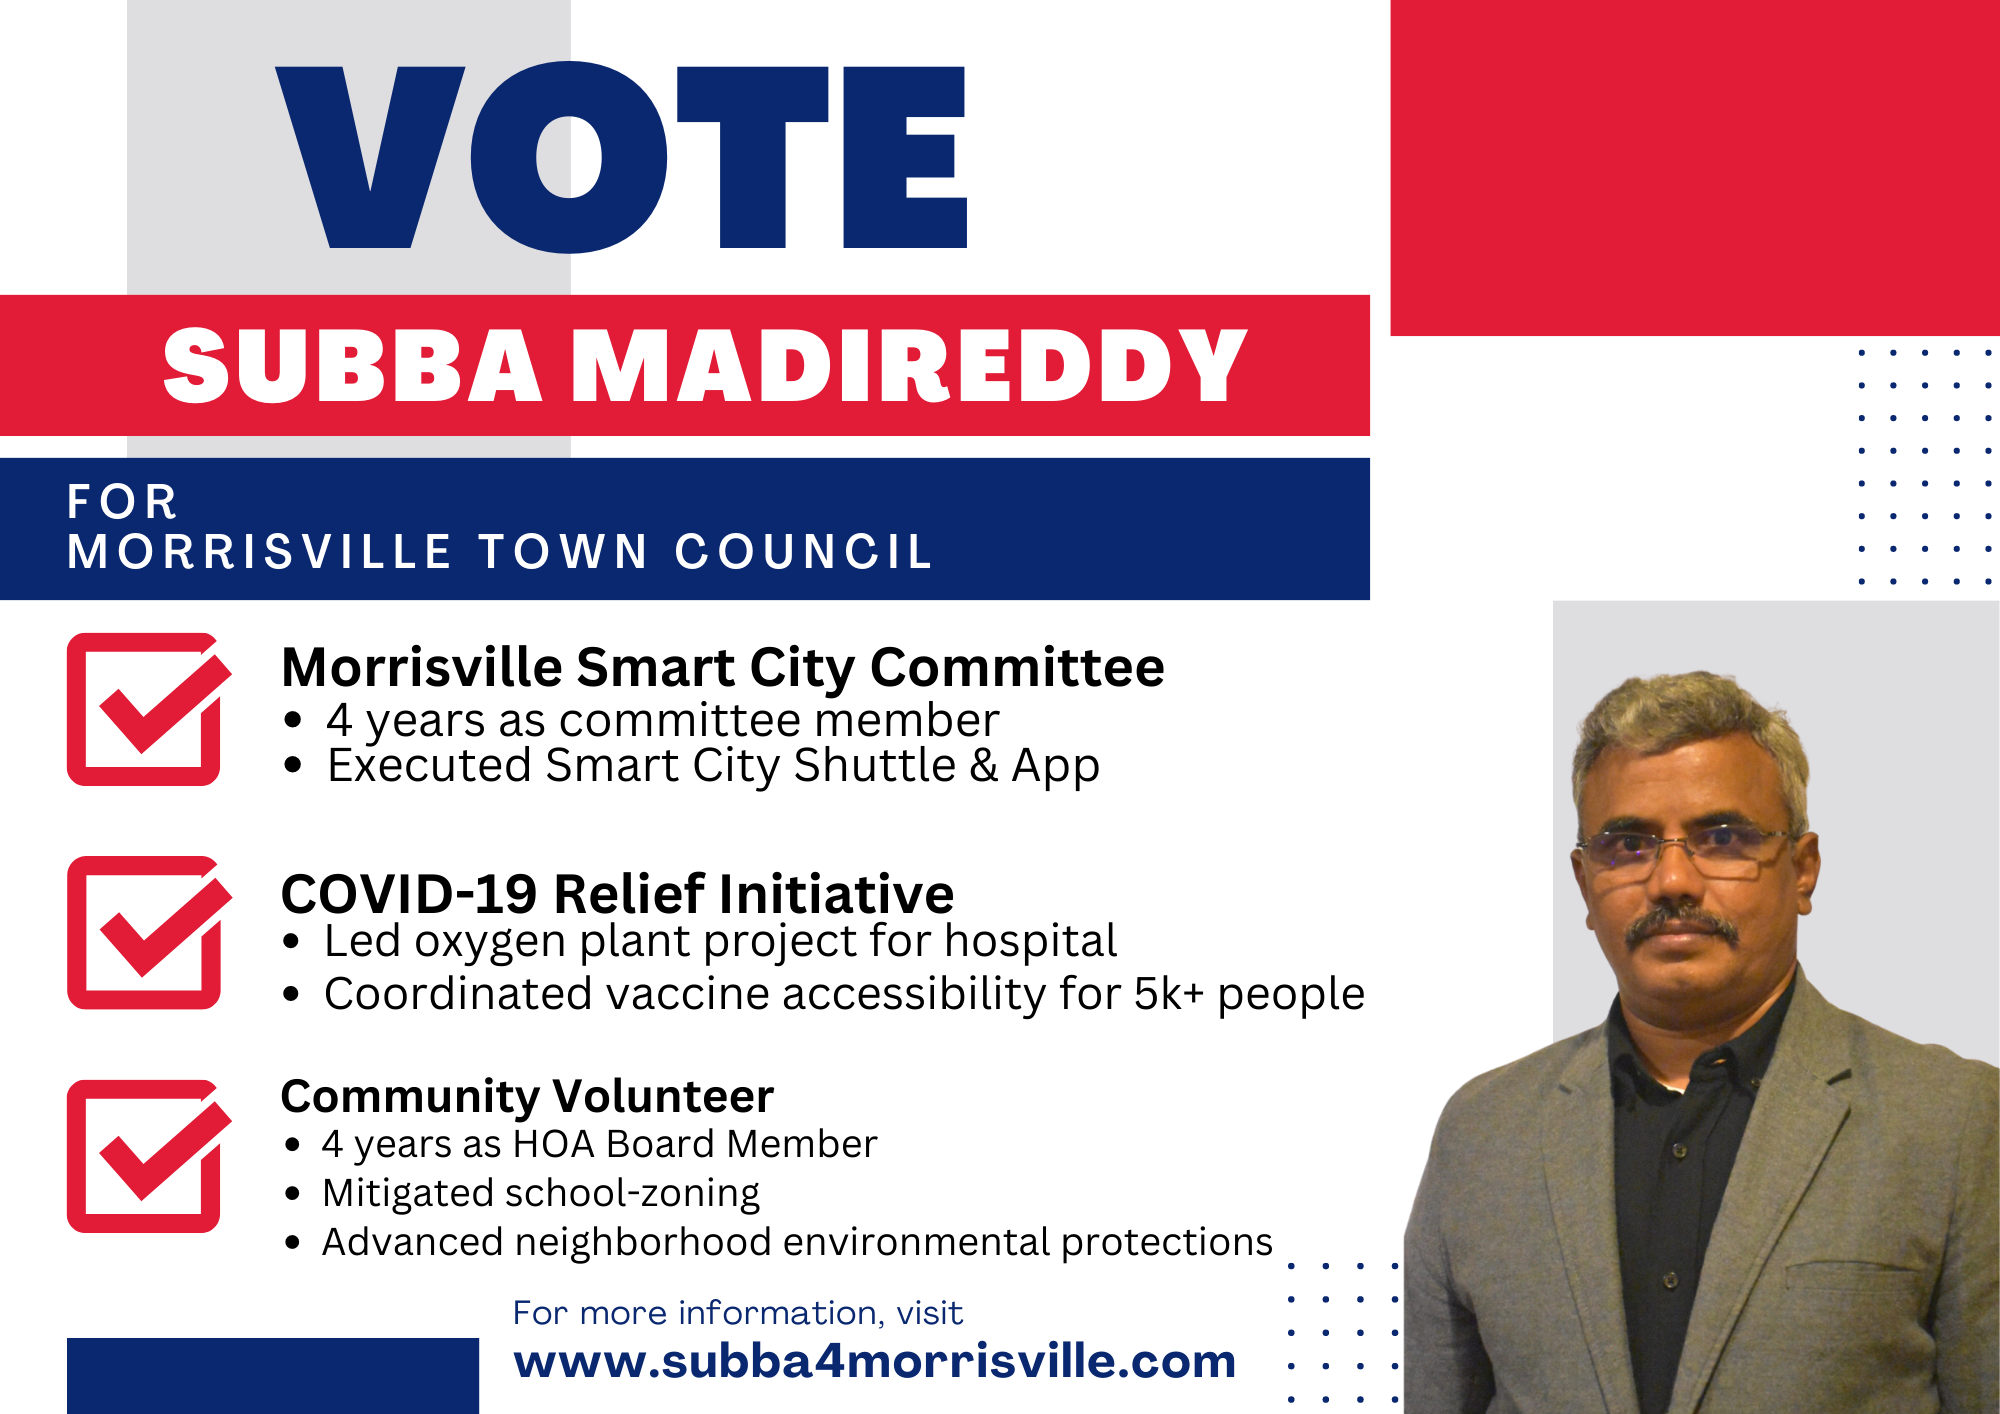 VOTE
SUBBA MADIREDDY
FOR
MORRISVILLE TOWN COUNCIL
Morrisville Smart City Committee
• 4 years as committee member
• Executed Smart City Shuttle & App
COVID-19 Relief Initiative
• Led oxygen plant project for hospital
• Coordinated vaccine accessibility for 5k+ people
Community Volunteer
• 4 years as HOA Board Member
• Mitigated school-zoning
• Advanced neighborhood environmental protections
For more information, visit
www.subba4morrisville.com